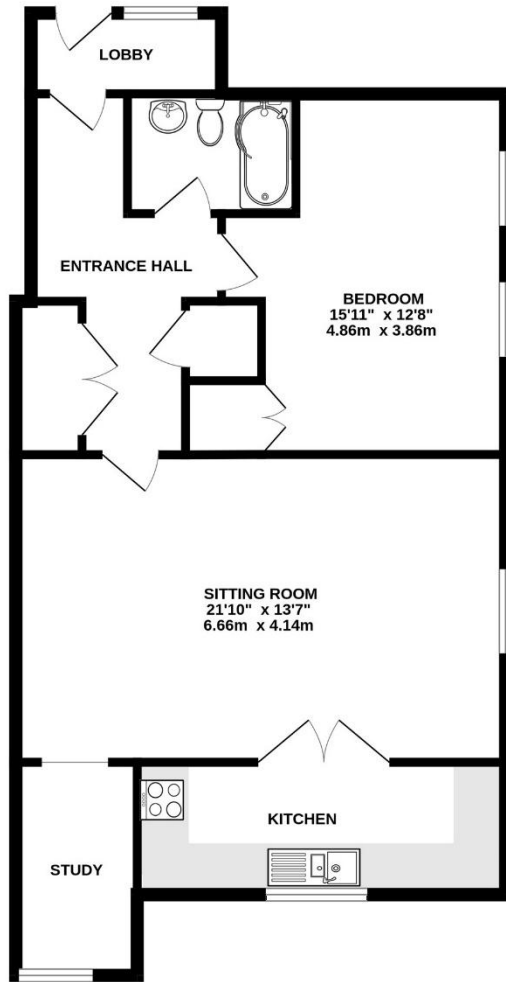 LOBBY
ENTRANCE HALL
BEDROOM
15'11" x 12'8"
4.86m x 3.86m
SITTING ROOM
21'10" x 13'7"
6.66m x 4.14m
KITCHEN
STUDY